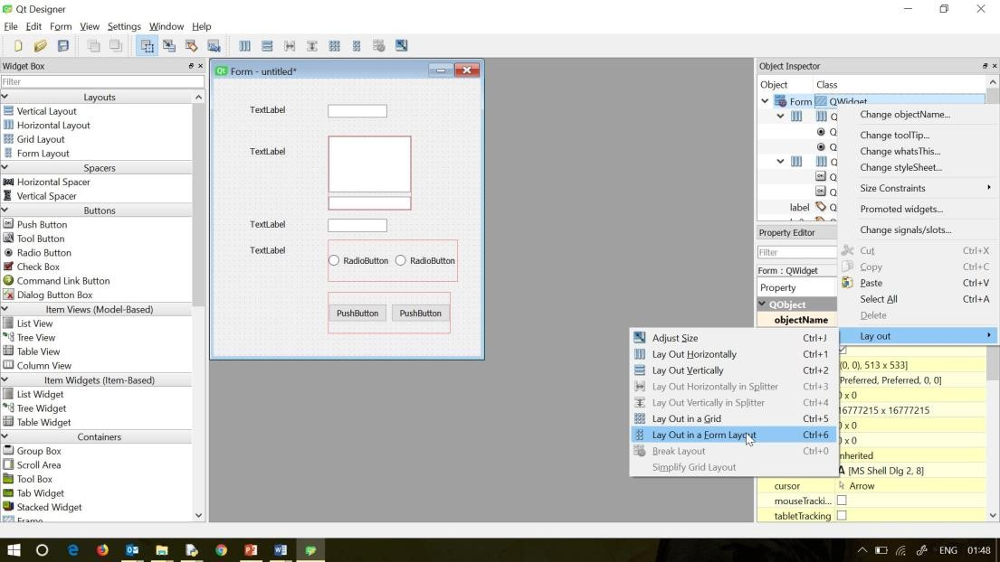 Qt Designer
File Edit Form View Settings Window Help
Widget Box
Filter
Layouts
Vertical Layout
Horizontal Layout
Grid Layout
Form Layout
Spacers
Horizontal Spacer
Vertical Spacer
Buttons
Push Button
Tool Button
Radio Button
Check Box
Command Link Button
Dialog Button Box
Item Views (Model-Based)
List View
Tree View
Table View
Column View
Item Widgets (Item-Based)
List Widget
Tree Widget
Table Widget
Containers
Group Box
Scroll Area
Tool Box
Tab Widget
Stacked Widget
Frame
Qt Form - untitled*
TextLabel
TextLabel
TextLabel
TextLabel
RadioButton RadioButton
PushButton PushButton
Object Inspector
Object Class
Form QWidget
Q
Q
Q
Q
Q
Q
label Q
Property Editor
Filter
Form : QWidget
Property
QObject
objectName
(0, 0), 513 x 533]
Preferred, Preferred, 0, 0]
0 x 0
16777215 x 16777215
0 x 0
0 x 0
nherited
A [MS Shell Dlg 2, 8]
cursor Arrow
mouseTracki...
tabletTracking
Change objectName...
Change toolTip...
Change whatsThis...
Change styleSheet...
Size Constraints
Promoted widgets...
Change signals/slots...
Cut Ctrl+X
Copy Ctrl+C
Paste Ctrl+V
Select All Ctrl+A
Delete
Lay out
Adjust Size Ctrl+J
Lay Out Horizontally Ctrl+1
Lay Out Vertically Ctrl+2
Lay Out Horizontally in Splitter Ctrl+3
Lay Out Vertically in Splitter Ctrl+4
Lay Out in a Grid Ctrl+5
Lay Out in a Form Layout Ctrl+6
Break Layout Ctrl+0
Simplify Grid Layout
ENG 01:48